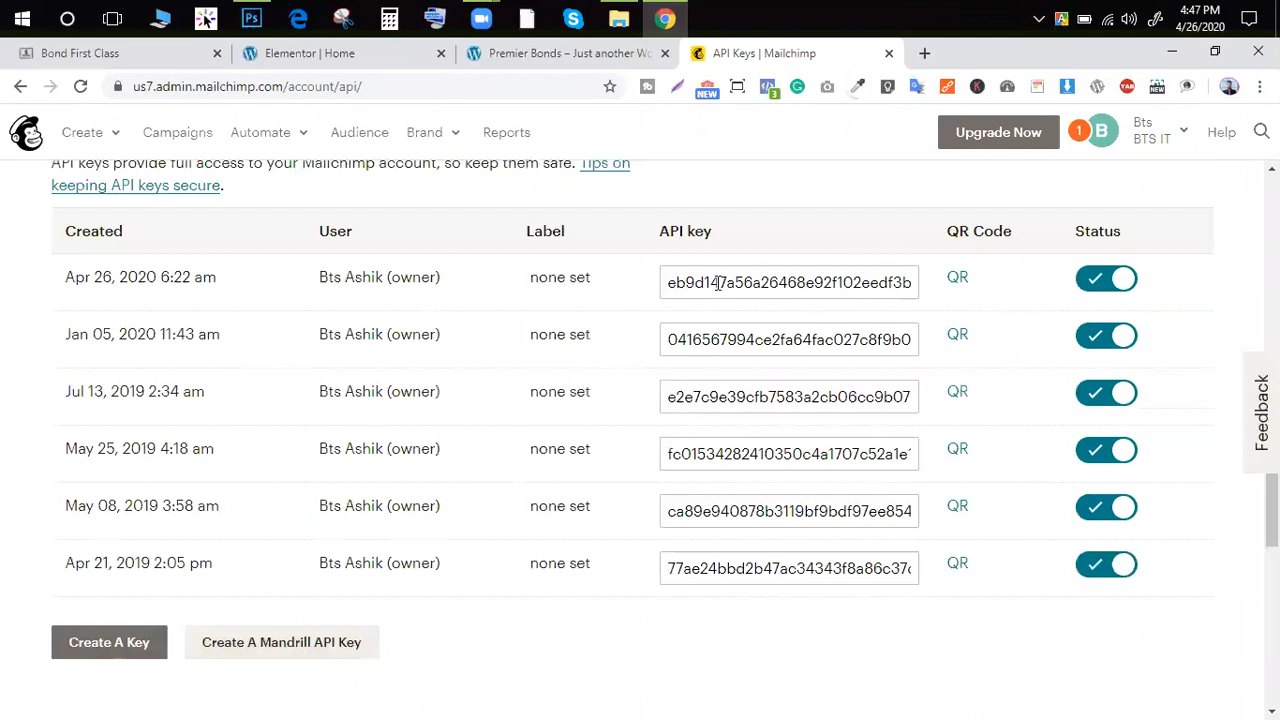 4:47 PM
4/26/2020
Bond First Class
Elementor | Home
Premier Bonds – Just another Wo
API Keys | Mailchimp
us7.admin.mailchimp.com/account/api/
Create
Campaigns
Automate
Audience
Brand
Reports
Upgrade Now
1
B
Bts
BTS IT
Help
API keys provide full access to your Mailchimp account, so keep them safe. Tips on
keeping API keys secure.
Created User Label API key QR Code Status
Apr 26, 2020 6:22 am Bts Ashik (owner) none set eb9d147a56a26468e92f102eedf3b QR
Jan 05, 2020 11:43 am Bts Ashik (owner) none set 0416567994ce2fa64fac027c8f9b0 QR
Jul 13, 2019 2:34 am Bts Ashik (owner) none set e2e7c9e39cfb7583a2cb06cc9b07 QR
May 25, 2019 4:18 am Bts Ashik (owner) none set fc01534282410350c4a1707c52a1e QR
May 08, 2019 3:58 am Bts Ashik (owner) none set ca89e940878b3119bf9bdf97ee854 QR
Apr 21, 2019 2:05 pm Bts Ashik (owner) none set 77ae24bbd2b47ac34343f8a86c37 QR
Create A Key
Create A Mandrill API Key
Feedback